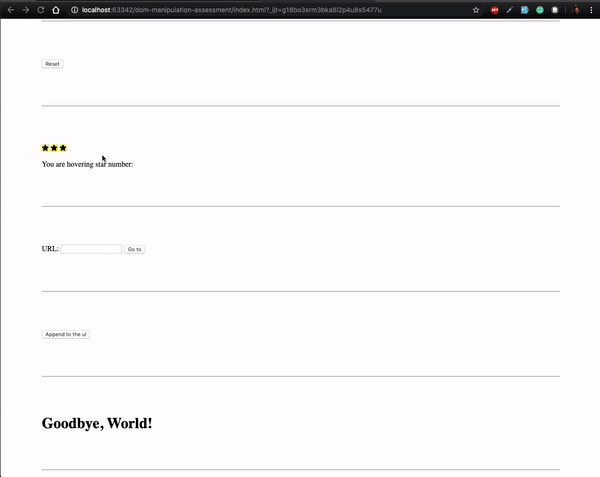 localhost:63342/dom-manipulation-assessment/index.html?_ijt=g18bo3srm3bka8l2p4u8s5477u
Reset
You are hovering star number:
URL: Go to
Append to the ul
Goodbye, World!